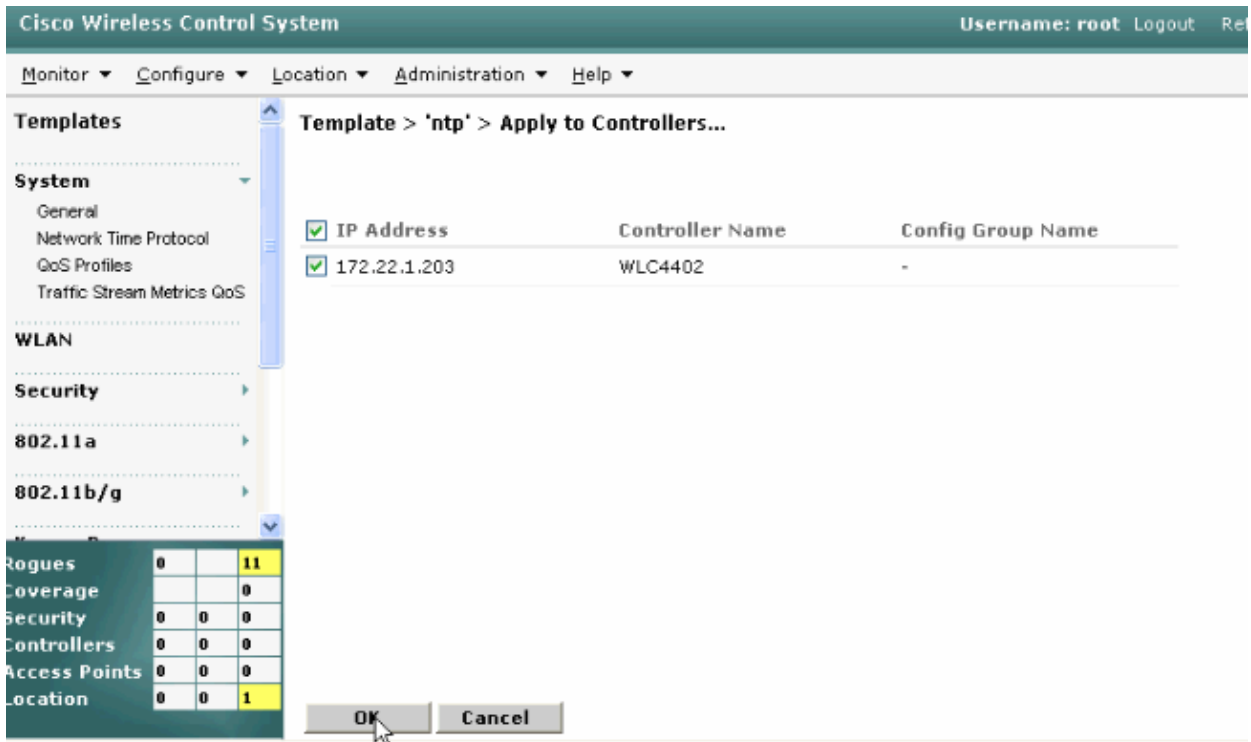 Cisco Wireless Control System Username: root Logout
Monitor Configure Location Administration Help
Templates
System
General
Network Time Protocol
QoS Profiles
Traffic Stream Metrics QoS
WLAN
Security
802.11a
802.11b/g
Template > 'ntp' > Apply to Controllers...
IP Address Controller Name Config Group Name
172.22.1.203 WLC4402 -
Rogues 0 11
Coverage 0
Security 0 0 0
Controllers 0 0 0
Access Points 0 0 0
Location 0 0 1
OK Cancel